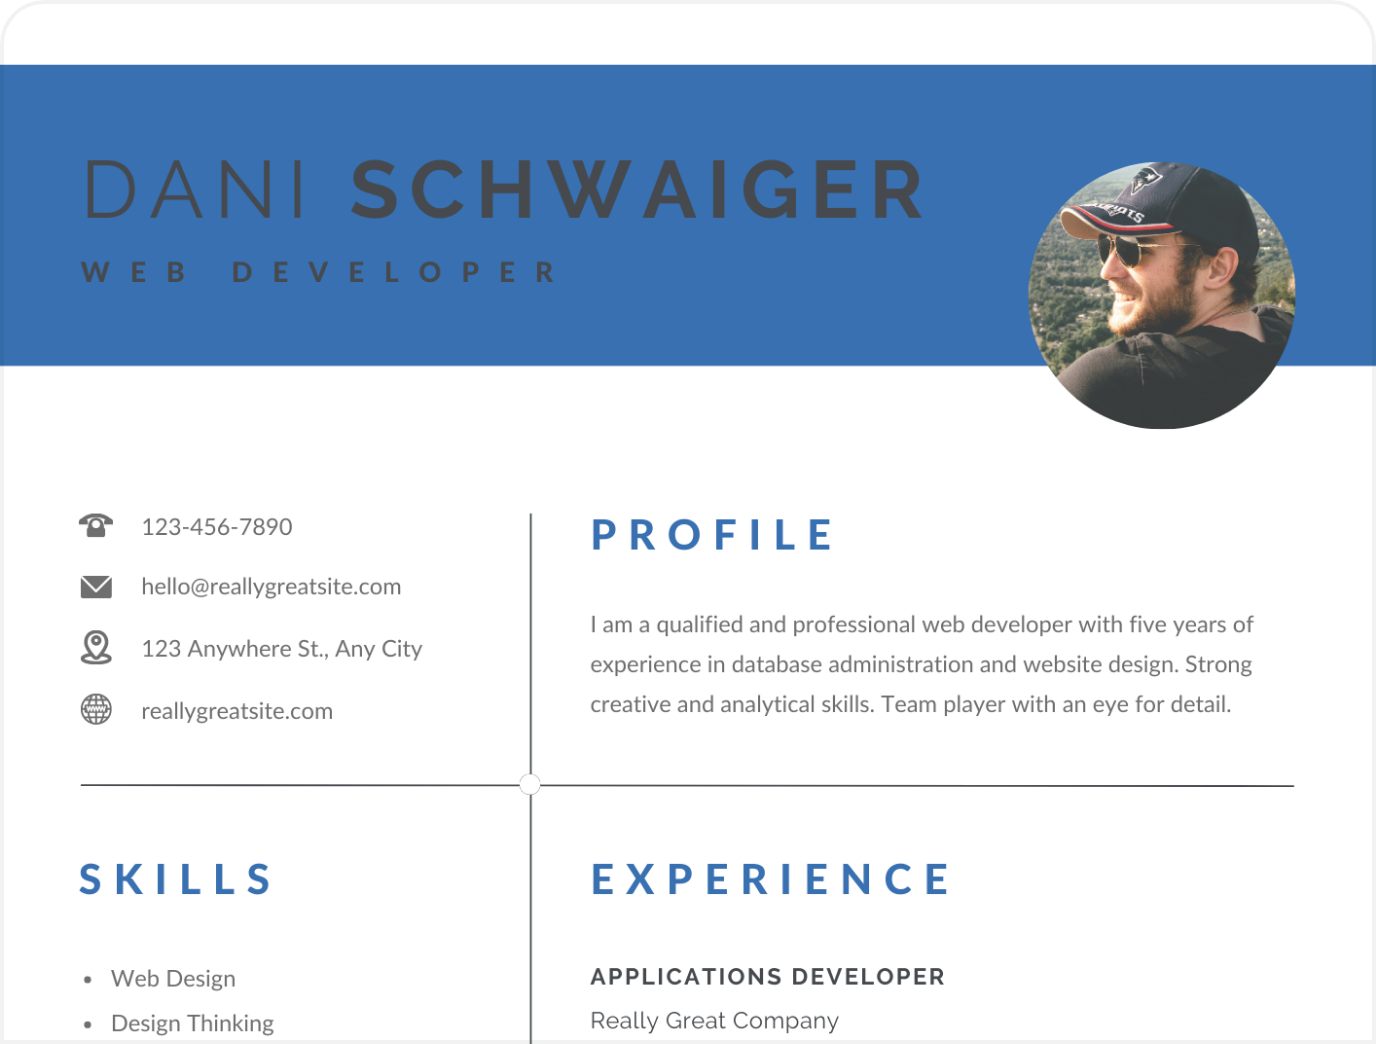 DANI SCHWAIGER
WEB DEVELOPER
123-456-7890
hello@reallygreatsite.com
123 Anywhere St., Any City
reallygreatsite.com
PROFILE
I am a qualified and professional web developer with five years of
experience in database administration and website design. Strong
creative and analytical skills. Team player with an eye for detail.
SKILLS
Web Design
Design Thinking
EXPERIENCE
APPLICATIONS DEVELOPER
Really Great Company